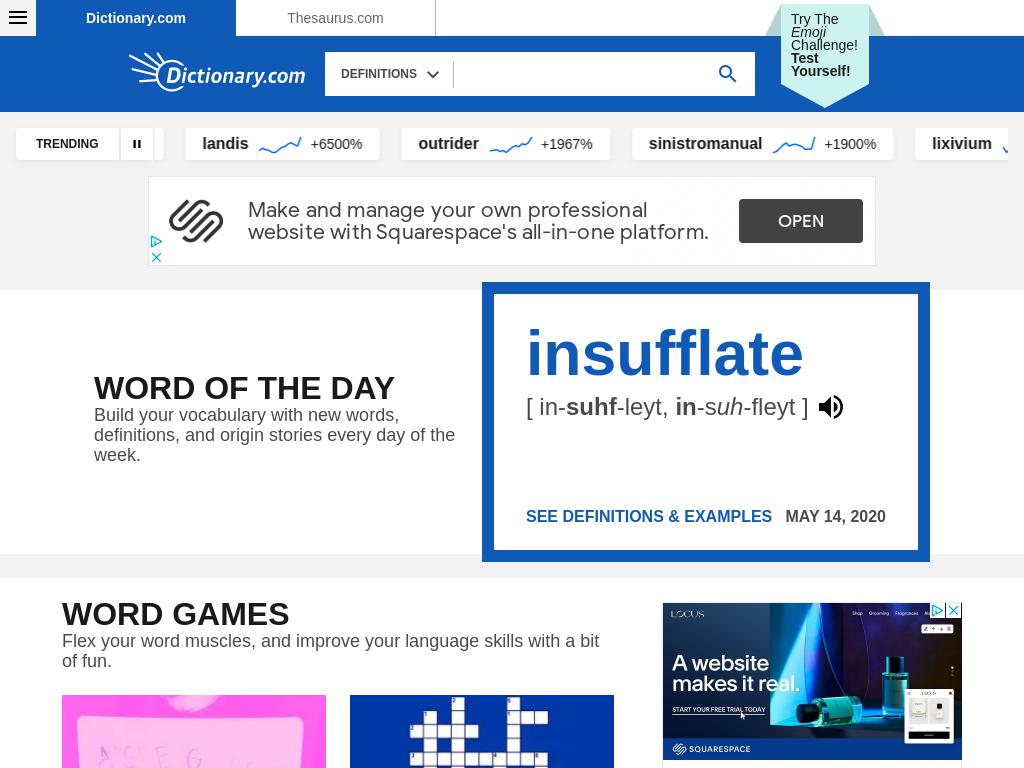 Dictionary.com
Thesaurus.com
Try The
Emoji
Challenge!
Test
Yourself!
Dictionary.com
DEFINITIONS
TRENDING
landis +6500%
outrider +1967%
sinistromanual +1900%
lixivium
Make and manage your own professional
website with Squarespace's all-in-one platform.
OPEN
WORD OF THE DAY
Build your vocabulary with new words,
definitions, and origin stories every day of the
week.
insufflate
[ in-suhf-leyt, in-suh-fleyt ]
SEE DEFINITIONS & EXAMPLES MAY 14, 2020
WORD GAMES
Flex your word muscles, and improve your language skills with a bit
of fun.
LOCUS
Shop Grooming Fragrances
A website
makes it real.
START YOUR FREE TRIAL TODAY
LOCUS
SQUARESPACE